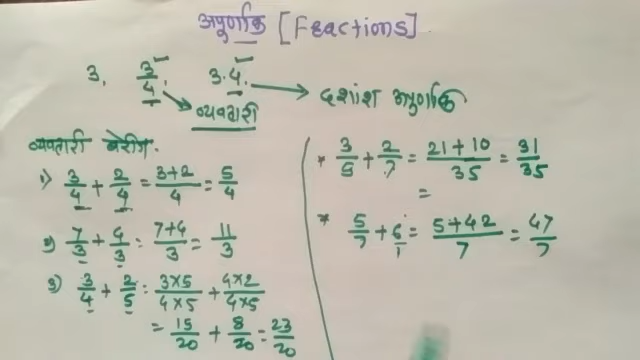 अपुर्णांक [Fractions]
3, 3/4, 3.4. → दशांश अपुर्णांक
व्यवहारी
व्यवहारी बेरीज.
१) 3/4 + 2/4 = 3+2/4 = 5/4
२) 7/3 + 4/3 = 7+4/3 = 11/3
३) 3/4 + 2/5 = 3×5/4×5 + 4×2/4×5
= 15/20 + 8/20 = 23/20
* 3/5 + 2/7 = 21+10/35 = 31/35
=
* 5/7 + 6/1 = 5+42/7 = 47/7